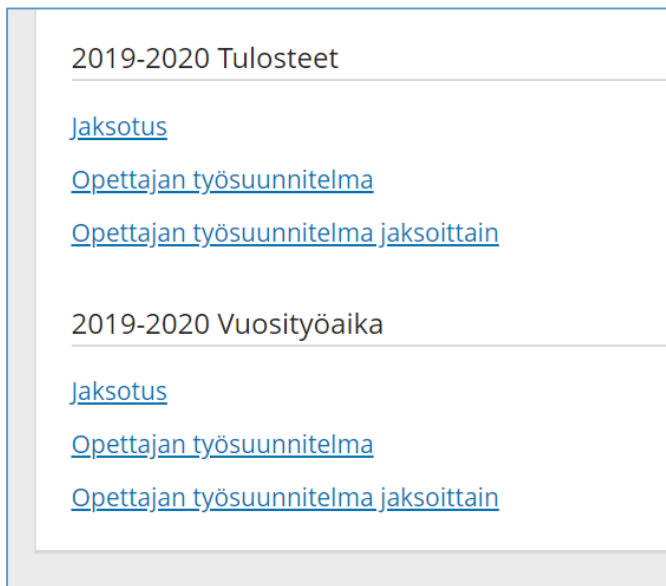 2019-2020 Tulosteet
Jaksotus
Opettajan työsuunnitelma
Opettajan työsuunnitelma jaksoittain
2019-2020 Vuosityöaika
Jaksotus
Opettajan työsuunnitelma
Opettajan työsuunnitelma jaksoittain